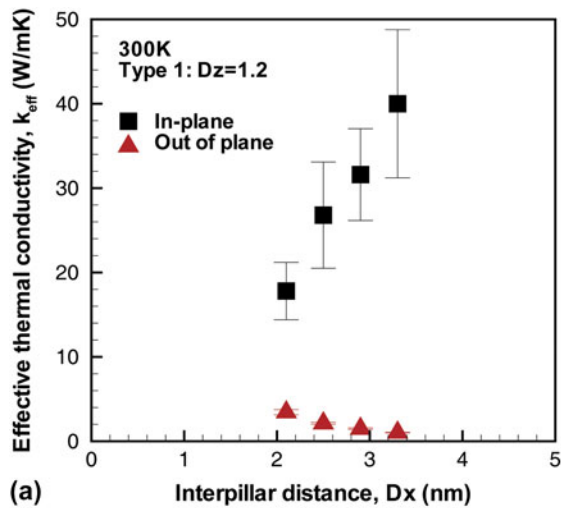 50
40
30
20
10
0
Effective thermal conductivity, k_eff (W/mK)
300K
Type 1: Dz=1.2
In-plane
Out of plane
0 1 2 3 4 5
(a) Interpillar distance, Dx (nm)